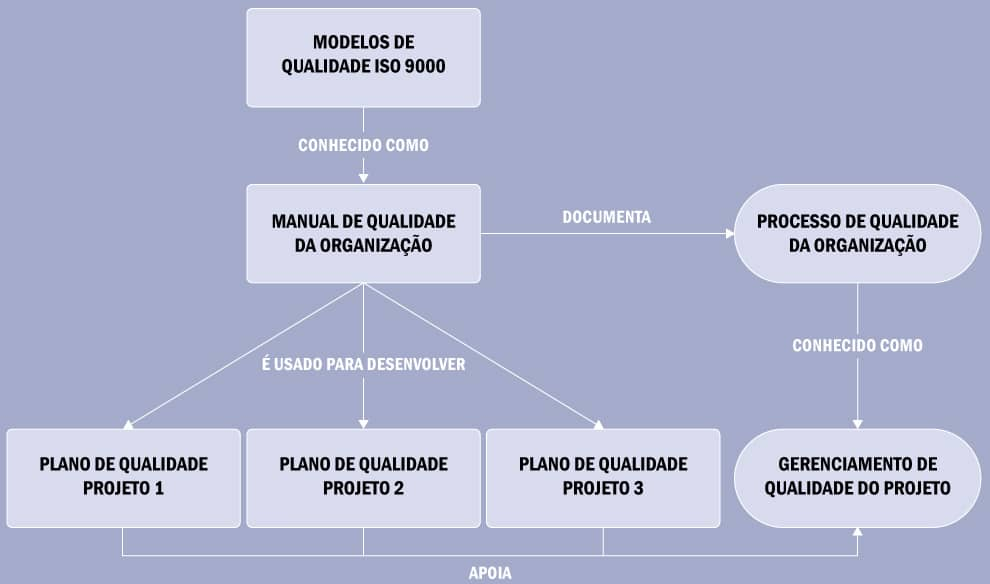 MODELOS DE
QUALIDADE ISO 9000
CONHECIDO COMO
MANUAL DE QUALIDADE
DA ORGANIZAÇÃO
DOCUMENTA
PROCESSO DE QUALIDADE
DA ORGANIZAÇÃO
É USADO PARA DESENVOLVER
CONHECIDO COMO
PLANO DE QUALIDADE
PROJETO 1
PLANO DE QUALIDADE
PROJETO 2
PLANO DE QUALIDADE
PROJETO 3
GERENCIAMENTO DE
QUALIDADE DO PROJETO
APOIA